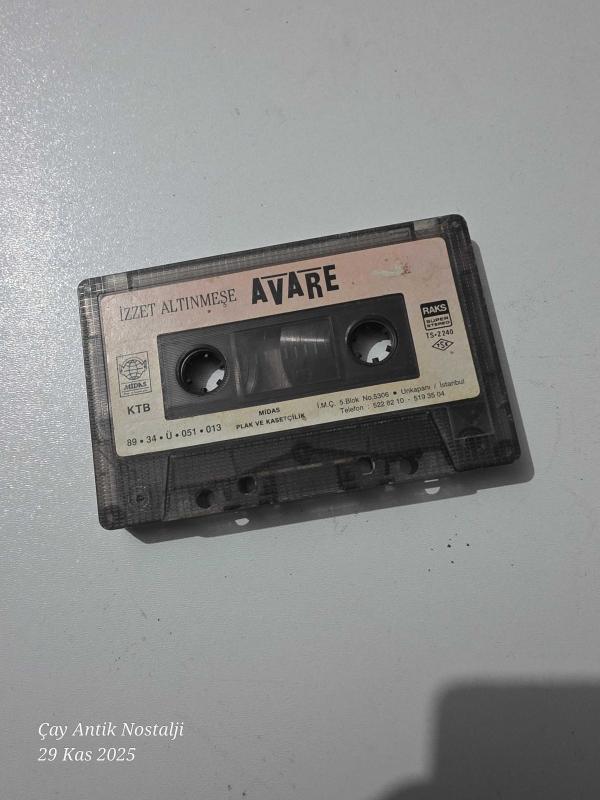 İZZET ALTINMEŞE AVARE
RAKS
SUPER
STEREO
TS-2240
TSE
MİDAS
KTB
MİDAS
PLAK VE KASETÇİLİK
İ.M.Ç. 5.Blok No.5306 • Unkapanı / İstanbul
Telefon : 522 82 10 - 519 35 04
89 • 34 • Ü • 051 • 013
Çay Antik Nostalji
29 Kas 2025